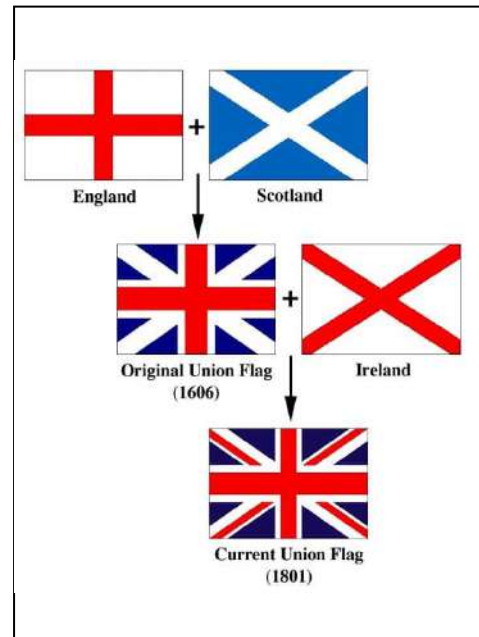 +
England
Scotland
+
Original Union Flag
(1606)
Ireland
Current Union Flag
(1801)